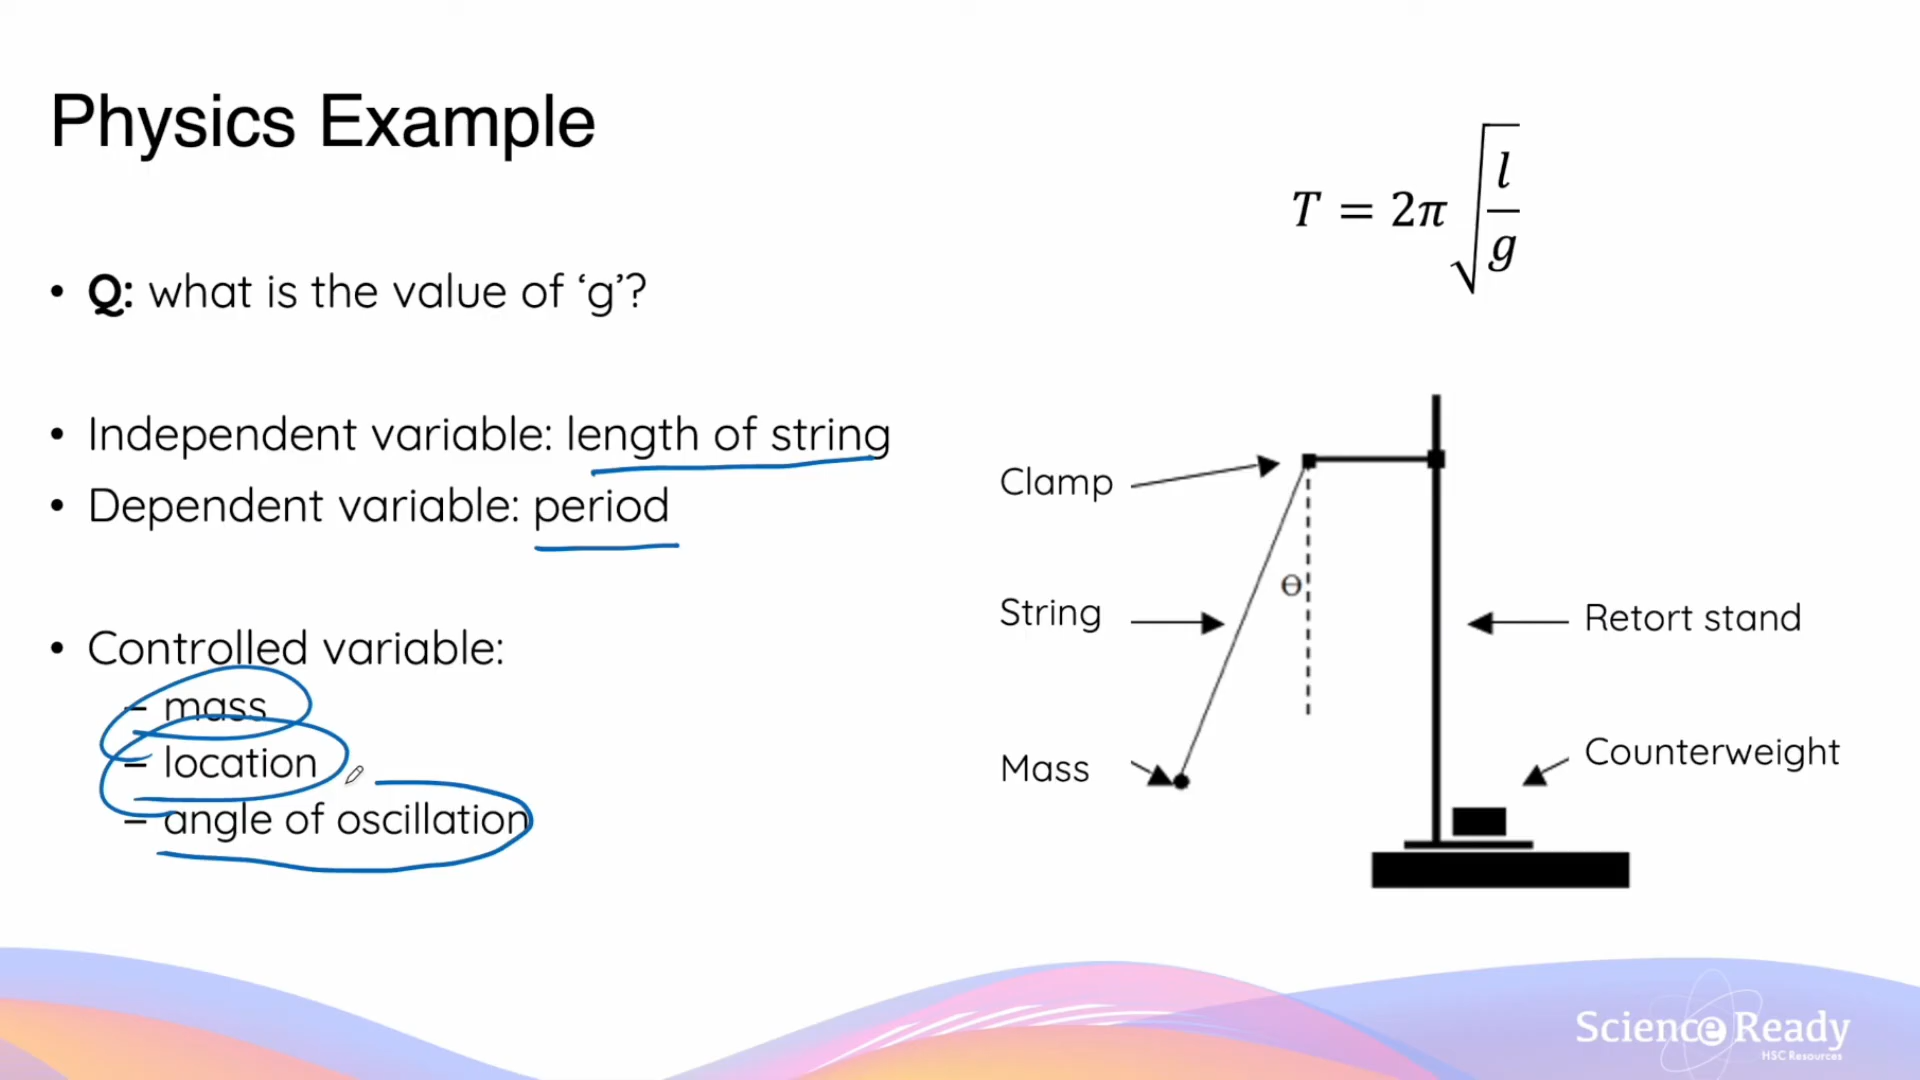 Physics Example
T = 2π √(l/g)
• Q: what is the value of ‘g’?
• Independent variable: length of string
• Dependent variable: period
• Controlled variable:
– mass
– location
– angle of oscillation
Clamp
String
Mass
θ
Retort stand
Counterweight
Science Ready
HSC Resources